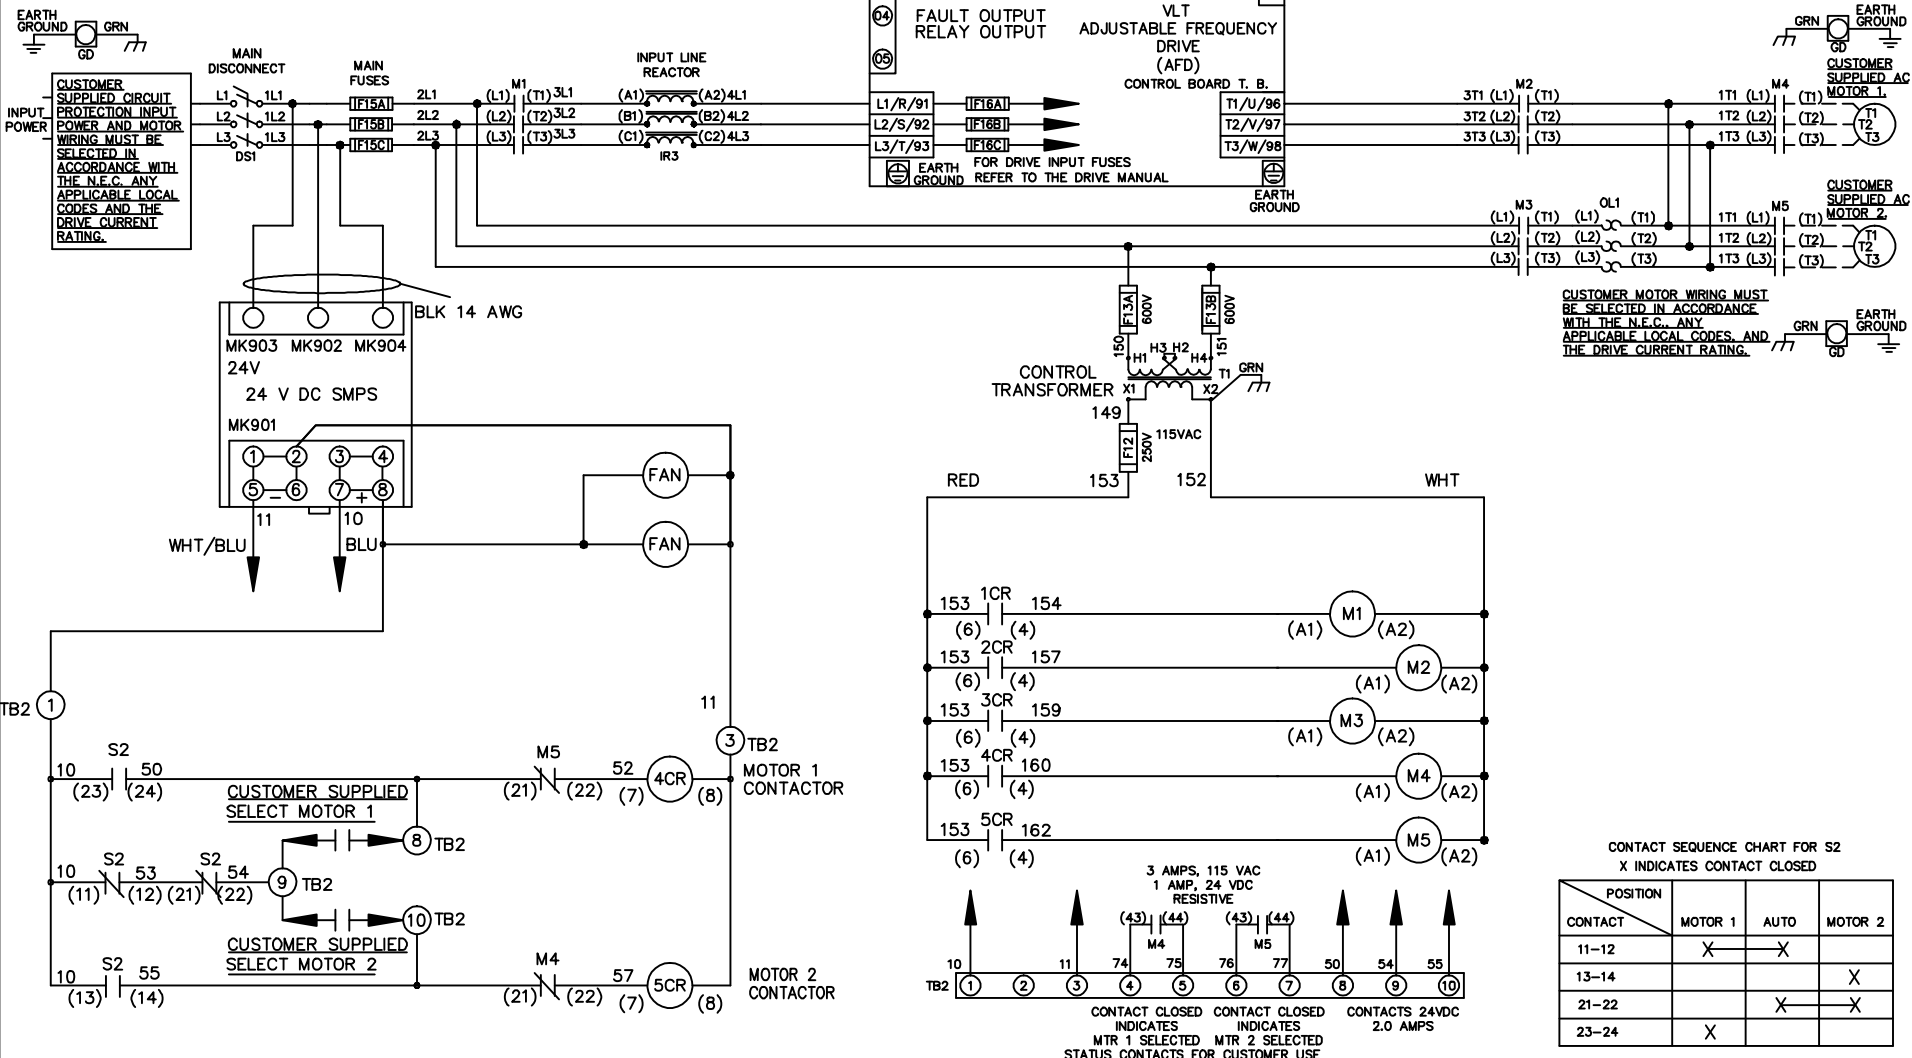 EARTH
GROUND
GRN
GD
CUSTOMER
SUPPLIED CIRCUIT
PROTECTION INPUT
POWER AND MOTOR
WIRING MUST BE
SELECTED IN
ACCORDANCE WITH
THE N.E.C. ANY
APPLICABLE LOCAL
CODES AND THE
DRIVE CURRENT
RATING.
INPUT
POWER
MAIN
DISCONNECT
L1 1L1
L2 1L2
L3 1L3
DS1
MAIN
FUSES
F15A
F15B
F15C
2L1
2L2
2L3
M1
(L1) (T1) 3L1
(L2) (T2) 3L2
(L3) (T3) 3L3
INPUT LINE
REACTOR
(A1) (A2) 4L1
(B1) (B2) 4L2
(C1) (C2) 4L3
IR3
04
FAULT OUTPUT
RELAY OUTPUT
05
VLT
ADJUSTABLE FREQUENCY
DRIVE
(AFD)
CONTROL BOARD T. B.
L1/R/91
L2/S/92
L3/T/93
F16A
F16B
F16C
T1/U/96
T2/V/97
T3/W/98
EARTH
GROUND
FOR DRIVE INPUT FUSES
REFER TO THE DRIVE MANUAL
EARTH
GROUND
M2
3T1 (L1) (T1)
3T2 (L2) (T2)
3T3 (L3) (T3)
M4
1T1 (L1) (T1)
1T2 (L2) (T2)
1T3 (L3) (T3)
GRN
GD
EARTH
GROUND
CUSTOMER
SUPPLIED AC
MOTOR 1.
T1
T2
T3
M3
(L1) (T1)
(L2) (T2)
(L3) (T3)
OL1
(L1) (T1)
(L2) (T2)
(L3) (T3)
M5
1T1 (L1) (T1)
1T2 (L2) (T2)
1T3 (L3) (T3)
CUSTOMER
SUPPLIED AC
MOTOR 2.
T1
T2
T3
CUSTOMER MOTOR WIRING MUST
BE SELECTED IN ACCORDANCE
WITH THE N.E.C., ANY
APPLICABLE LOCAL CODES, AND
THE DRIVE CURRENT RATING.
GRN
GD
EARTH
GROUND
BLK 14 AWG
MK903 MK902 MK904
24V
24 V DC SMPS
MK901
1 2 3 4
5 – 6 7 + 8
11
10
WHT/BLU
BLU
FAN
FAN
F13A
600V
F13B
600V
150
151
H1 H3 H2 H4
CONTROL
TRANSFORMER
T1
X1 X2
GRN
149
F12
250V
115VAC
153
152
RED
WHT
153 1CR 154
(6) (4)
M1
(A1) (A2)
153 2CR 157
(6) (4)
M2
(A1) (A2)
153 3CR 159
(6) (4)
M3
(A1) (A2)
153 4CR 160
(6) (4)
M4
(A1) (A2)
153 5CR 162
(6) (4)
M5
(A1) (A2)
TB2 1
11
3 TB2
10 S2 50
(23) (24)
M5
(21) (22)
52
(7) 4CR (8)
MOTOR 1
CONTACTOR
CUSTOMER SUPPLIED
SELECT MOTOR 1
8 TB2
10 S2 53 S2 54
(11) (12) (21) (22)
9 TB2
10 TB2
CUSTOMER SUPPLIED
SELECT MOTOR 2
10 S2 55
(13) (14)
M4
(21) (22)
57
(7) 5CR (8)
MOTOR 2
CONTACTOR
3 AMPS, 115 VAC
1 AMP, 24 VDC
RESISTIVE
(43) (44)
M4
(43) (44)
M5
10 11 74 75 76 77 50 54 55
TB2 1 2 3 4 5 6 7 8 9 10
CONTACT CLOSED
INDICATES
MTR 1 SELECTED
CONTACT CLOSED
INDICATES
MTR 2 SELECTED
CONTACTS 24VDC
2.0 AMPS
STATUS CONTACTS FOR CUSTOMER USE
CONTACT SEQUENCE CHART FOR S2
X INDICATES CONTACT CLOSED
POSITION
CONTACT MOTOR 1 AUTO MOTOR 2
11–12 X X
13–14 X
21–22 X X
23–24 X